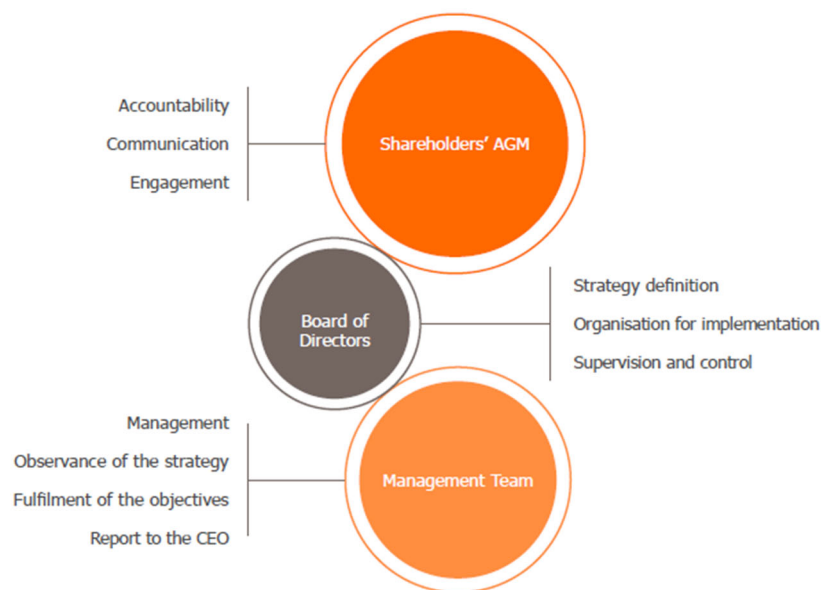 Accountability
Communication
Engagement
Shareholders’ AGM
Board of
Directors
Strategy definition
Organisation for implementation
Supervision and control
Management
Observance of the strategy
Fulfilment of the objectives
Report to the CEO
Management Team